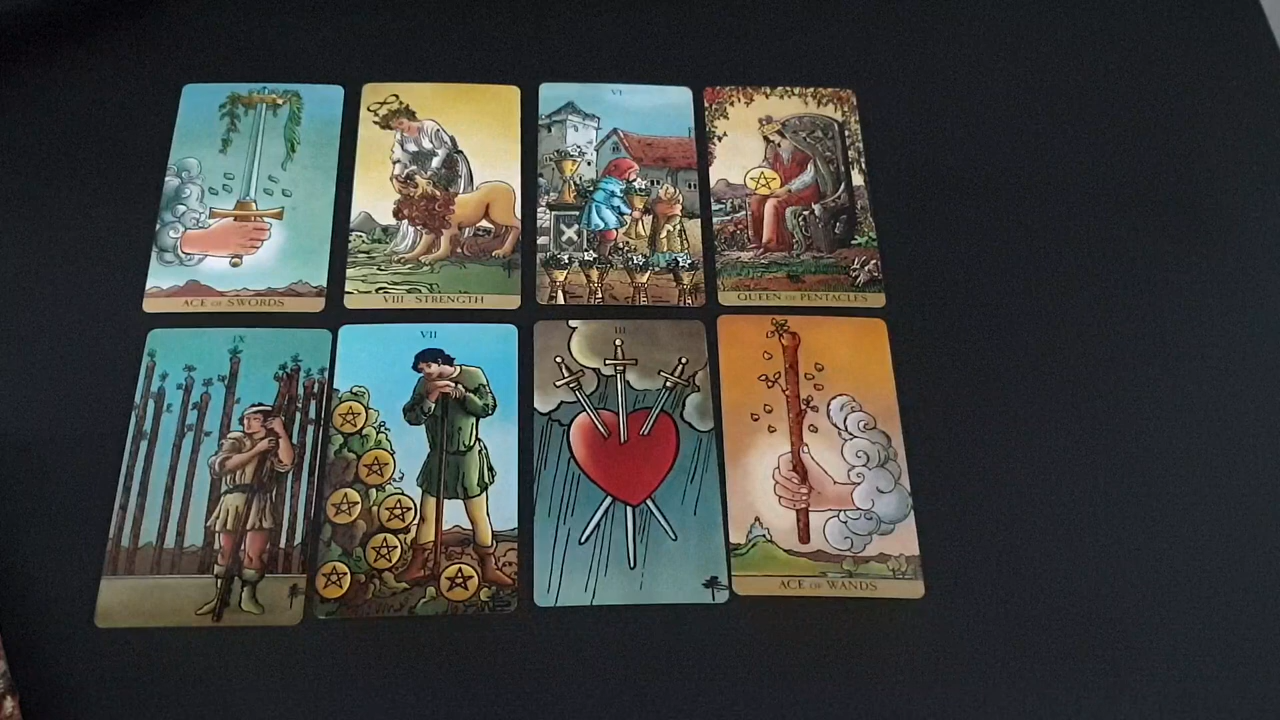 VI
ACE OF SWORDS
VIII - STRENGTH
QUEEN OF PENTACLES
IX
VII
III
ACE OF WANDS